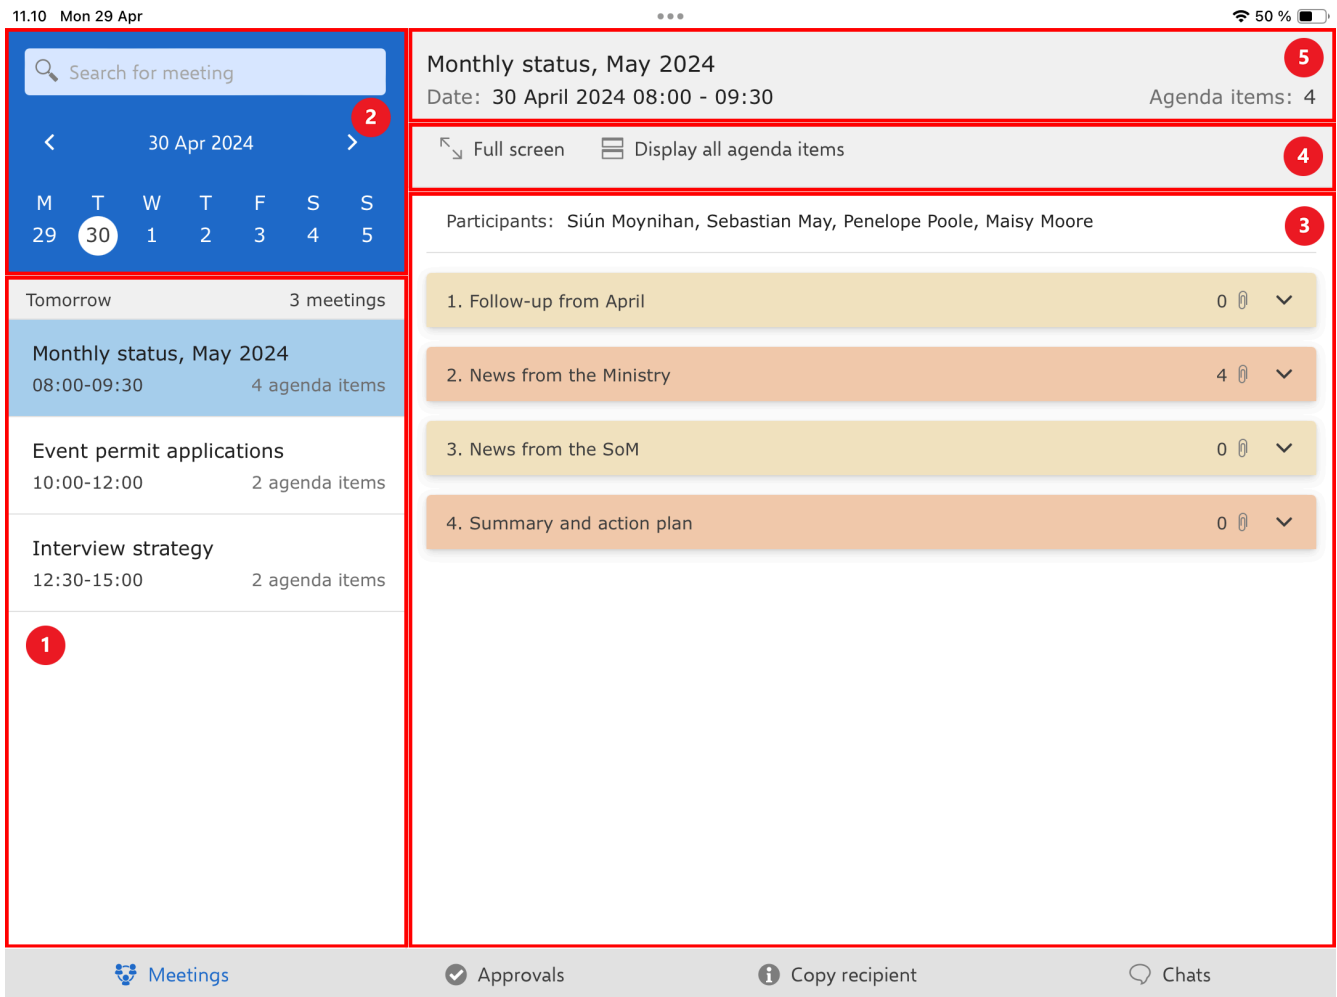 11.10 Mon 29 Apr
50 %
Search for meeting
2
30 Apr 2024
M T W T F S S
29 30 1 2 3 4 5
Tomorrow 3 meetings
Monthly status, May 2024
08:00-09:30 4 agenda items
Event permit applications
10:00-12:00 2 agenda items
Interview strategy
12:30-15:00 2 agenda items
1
Monthly status, May 2024
5
Date: 30 April 2024 08:00 - 09:30 Agenda items: 4
Full screen Display all agenda items
4
Participants: Siún Moynihan, Sebastian May, Penelope Poole, Maisy Moore
3
1. Follow-up from April 0
2. News from the Ministry 4
3. News from the SoM 0
4. Summary and action plan 0
Meetings Approvals Copy recipient Chats